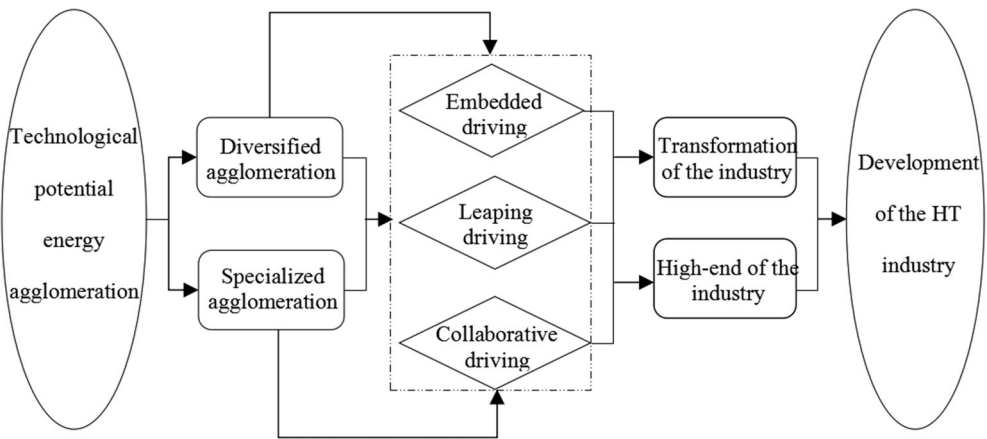 Technological
potential
energy
agglomeration
Diversified
agglomeration
Specialized
agglomeration
Embedded
driving
Leaping
driving
Collaborative
driving
Transformation
of the industry
High-end of the
industry
Development
of the HT
industry